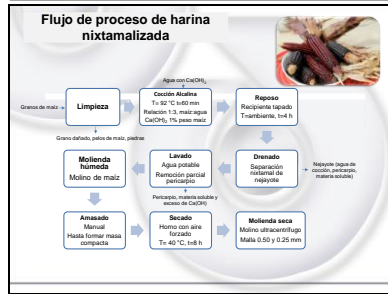 Flujo de proceso de harina
nixtamalizada
Agua con Ca(OH)₂
Granos de maíz
Limpieza
Grano dañado, pelos de maíz, piedras
Cocción Alcalina
T= 92 °C t=60 min
Relación 1:3, maíz:agua
Ca(OH)₂ 1% peso maíz
Reposo
Recipiente tapado
T=ambiente, t=4 h
Drenado
Separación
nixtamal de
nejayote
Nejayote (agua de
cocción, pericarpio,
materia soluble)
Lavado
Agua potable
Remoción parcial
pericarpio
Pericarpio, materia soluble y
exceso de Ca(OH)
Molienda
húmeda
Molino de maíz
Amasado
Manual
Hasta formar masa
compacta
Secado
Horno con aire
forzado
T= 40 °C, t=8 h
Molienda seca
Molino ultracentrífugo
Malla 0.50 y 0.25 mm